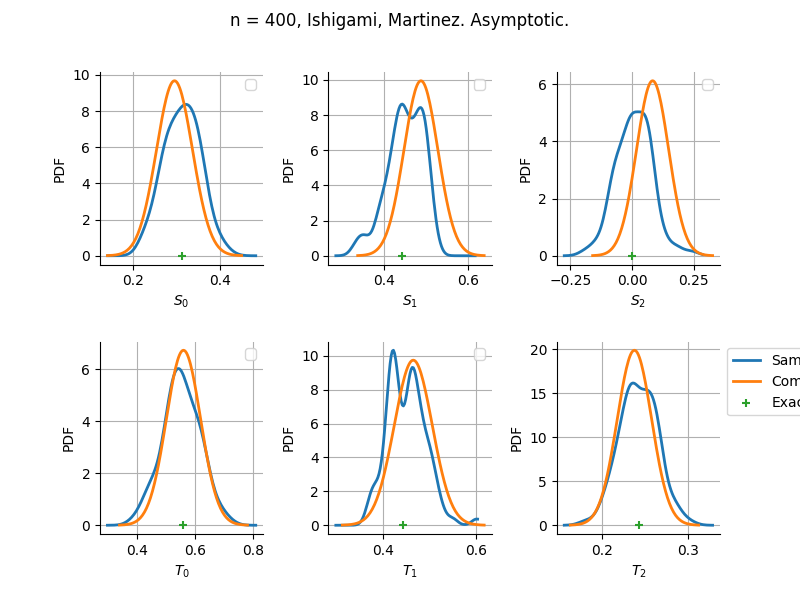 n = 400, Ishigami, Martinez. Asymptotic.
10
8
6
4
2
0
PDF
0.2
0.4
S₀
10
8
6
4
2
0
PDF
0.4
0.6
S₁
6
4
2
0
PDF
−0.25
0.00
0.25
S₂
6
4
2
0
PDF
0.4
0.6
0.8
T₀
10
8
6
4
2
0
PDF
0.4
0.6
T₁
20
15
10
5
0
PDF
0.2
0.3
T₂
Sam
Com
Exac